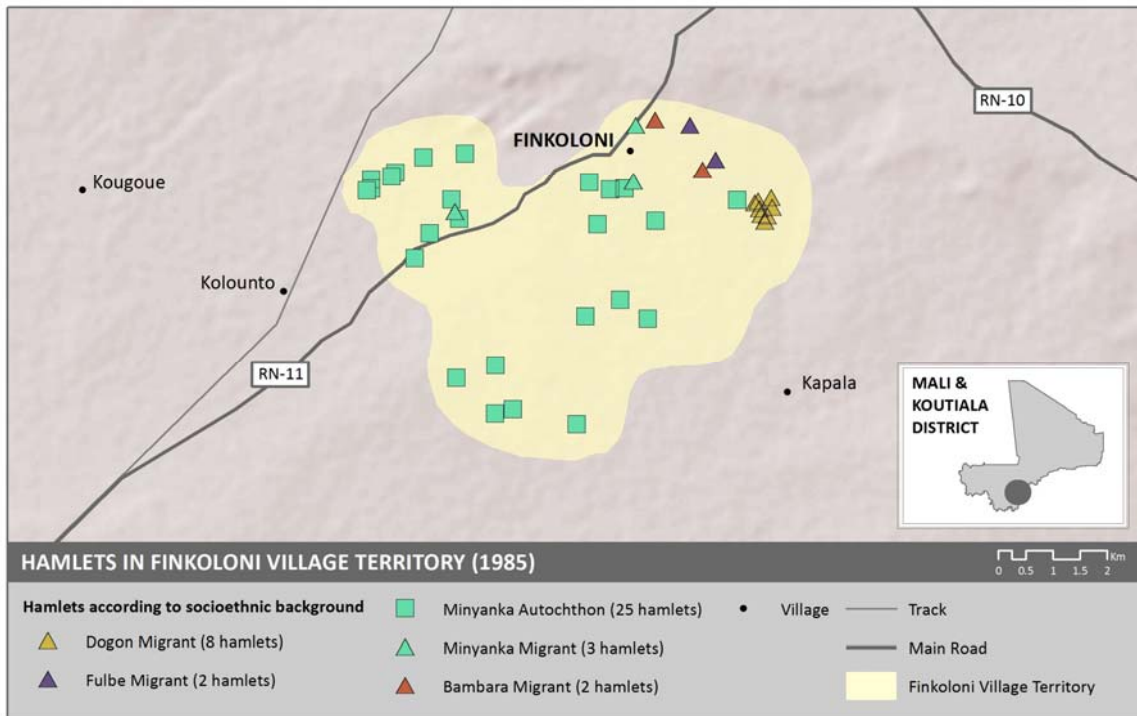 RN-10
FINKOLONI
Kougoue
Kolounto
RN-11
Kapala
MALI &
KOUTIALA
DISTRICT
HAMLETS IN FINKOLONI VILLAGE TERRITORY (1985)
Km
0 0.5 1 1.5 2
Hamlets according to socioethnic background
Dogon Migrant (8 hamlets)
Fulbe Migrant (2 hamlets)
Minyanka Autochthon (25 hamlets)
Minyanka Migrant (3 hamlets)
Bambara Migrant (2 hamlets)
Village
Track
Main Road
Finkoloni Village Territory